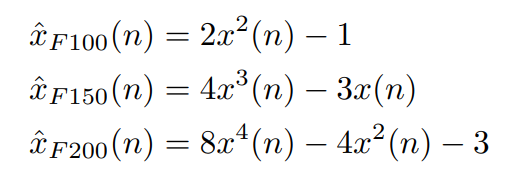 x̂_{F100}(n) = 2x²(n) − 1
x̂_{F150}(n) = 4x³(n) − 3x(n)
x̂_{F200}(n) = 8x⁴(n) − 4x²(n) − 3